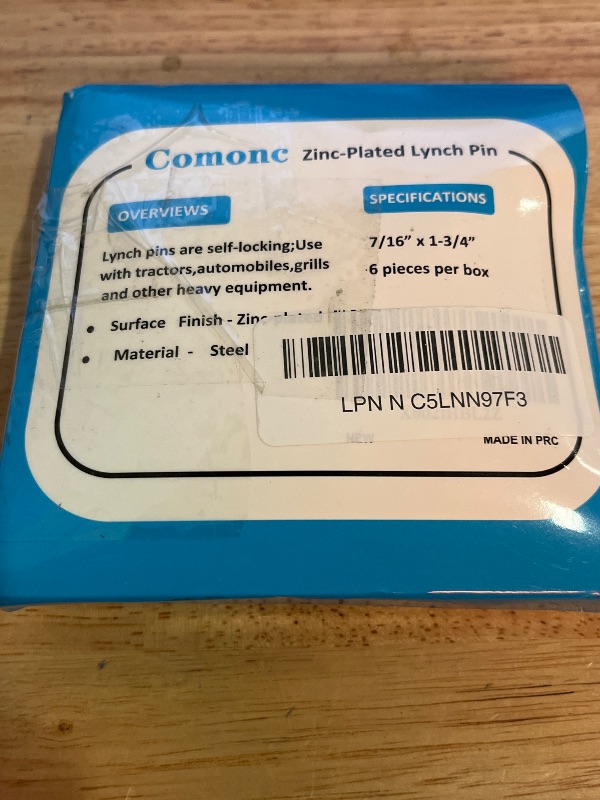 Comonc Zinc-Plated Lynch Pin
OVERVIEWS
Lynch pins are self-locking;Use
with tractors,automobiles,grills
and other heavy equipment.
• Surface Finish - Zinc-plated
• Material - Steel
SPECIFICATIONS
7/16” x 1-3/4”
6 pieces per box
LPN N C5LNN97F3
NEW
MADE IN PRC